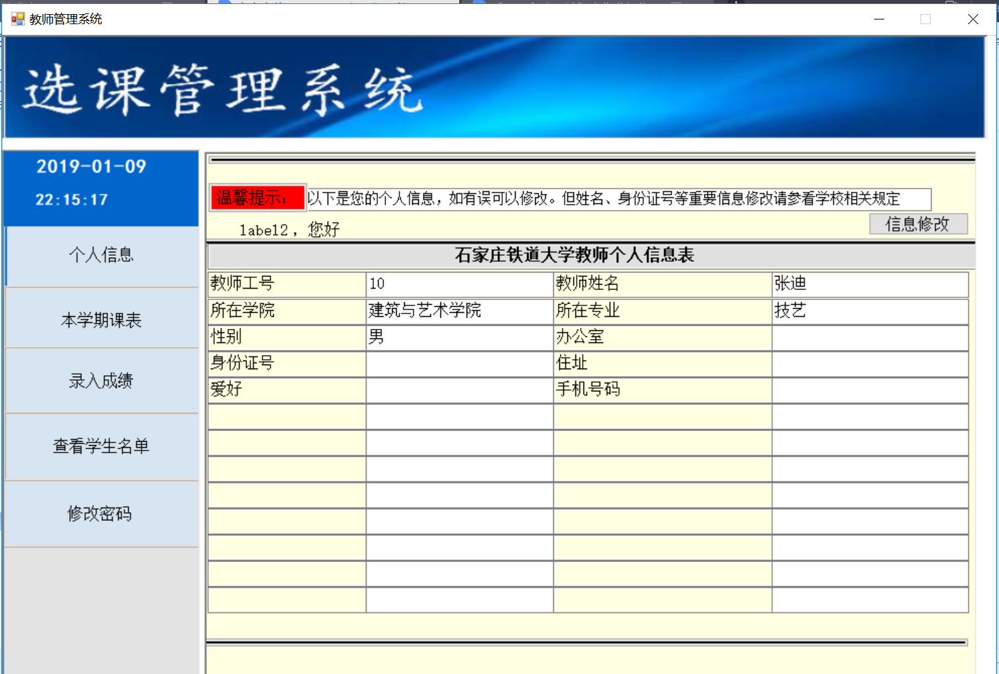 教师管理系统
选课管理系统
2019-01-09
22:15:17
个人信息
本学期课表
录入成绩
查看学生名单
修改密码
温馨提示： 以下是您的个人信息，如有误可以修改。但姓名、身份证号等重要信息修改请参看学校相关规定
label2，您好
信息修改
石家庄铁道大学教师个人信息表
教师工号 10 教师姓名 张迪
所在学院 建筑与艺术学院 所在专业 技艺
性别 男 办公室
身份证号 住址
爱好 手机号码